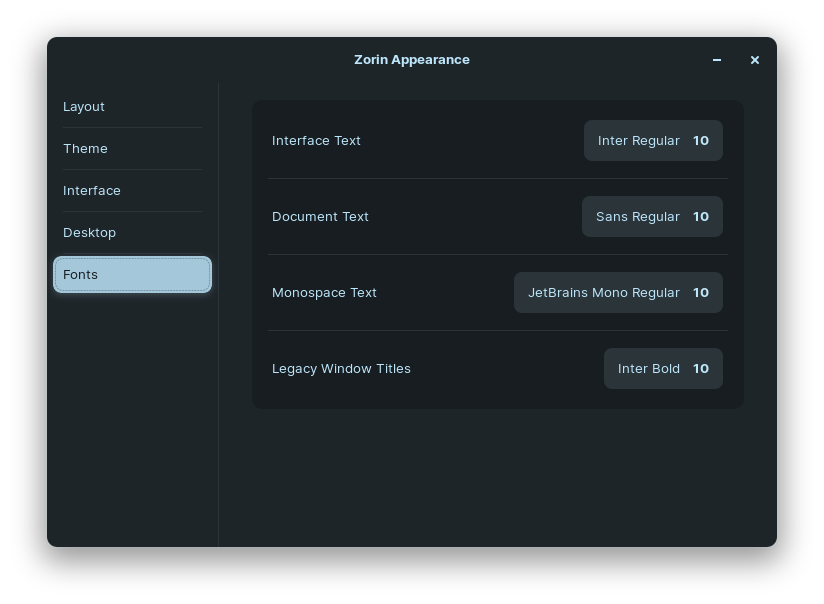 Zorin Appearance
Layout
Theme
Interface
Desktop
Fonts
Interface Text Inter Regular 10
Document Text Sans Regular 10
Monospace Text JetBrains Mono Regular 10
Legacy Window Titles Inter Bold 10